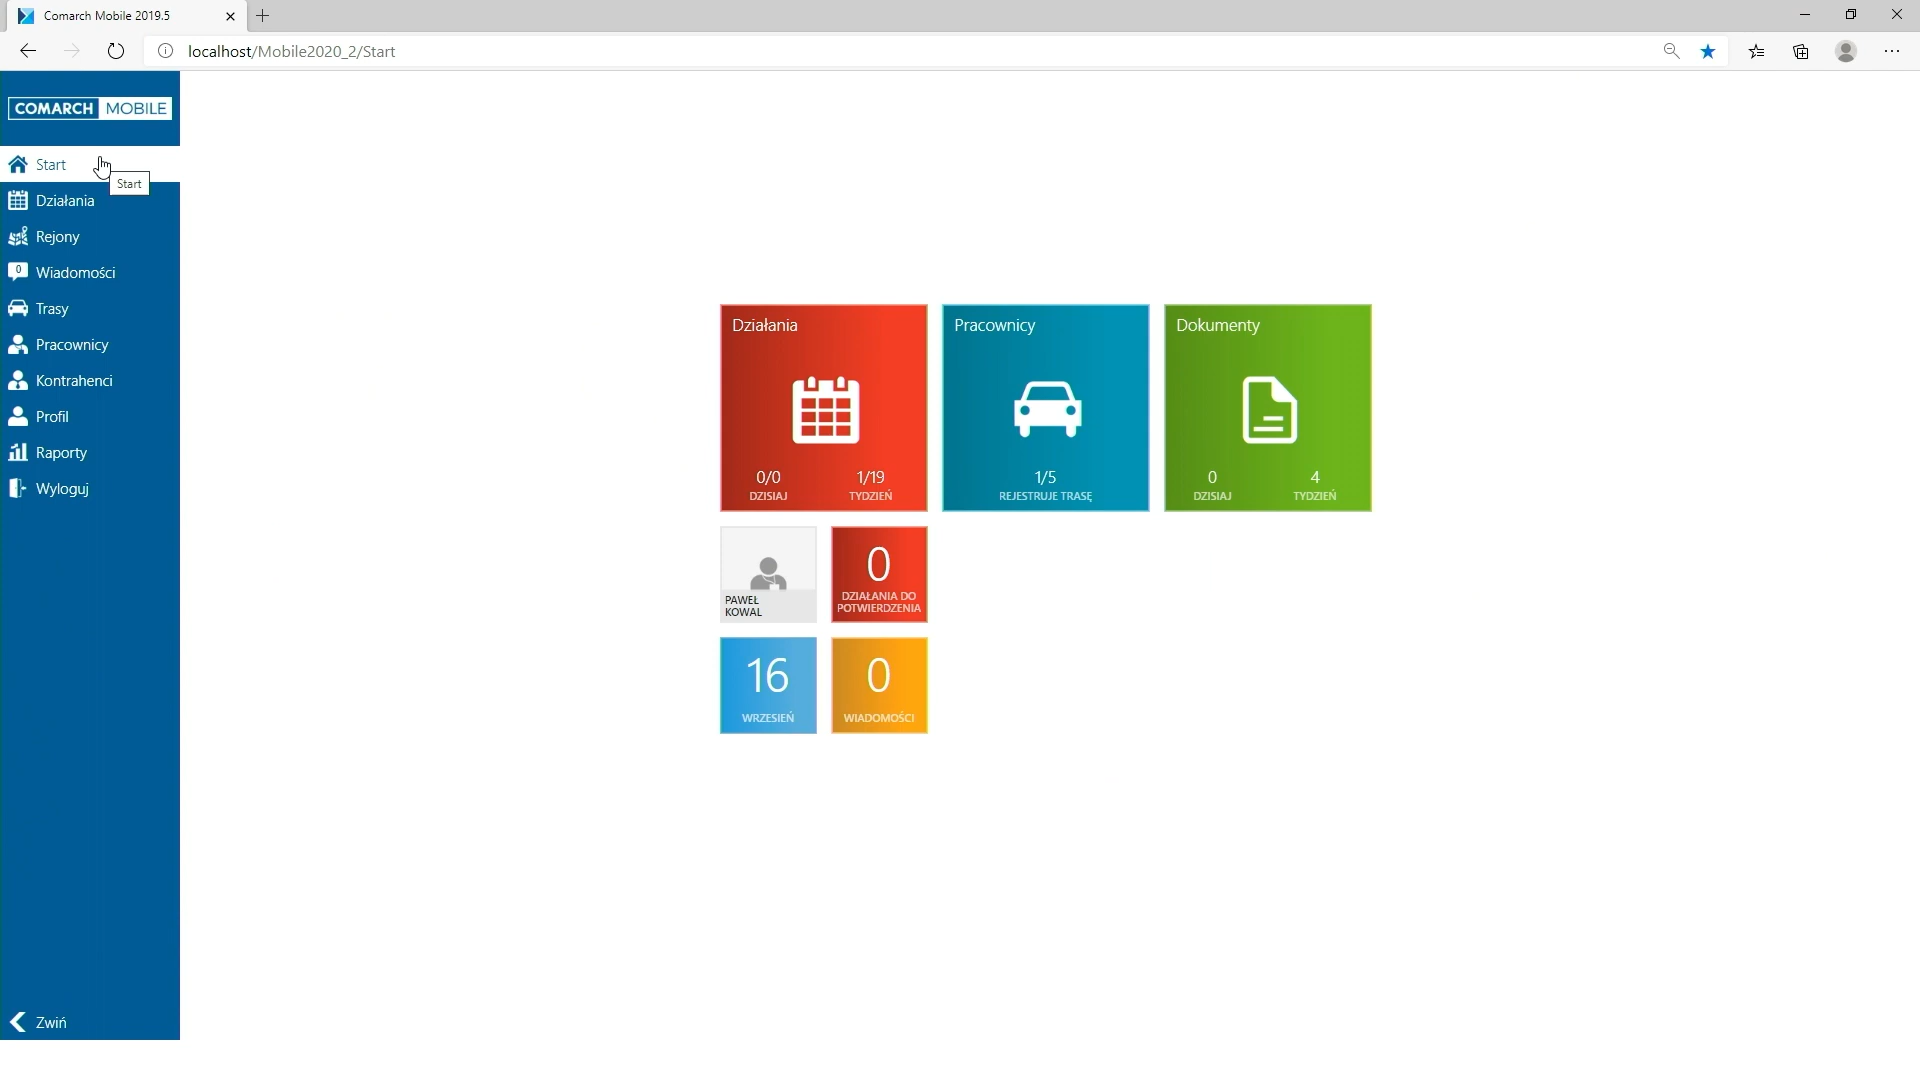 Comarch Mobile 2019.5
localhost/Mobile2020_2/Start
COMARCH MOBILE
Start
Start
Działania
Rejony
0
Wiadomości
Trasy
Pracownicy
Kontrahenci
Profil
Raporty
Wyloguj
Zwiń
Działania
0/0
DZISIAJ
1/19
TYDZIEŃ
Pracownicy
1/5
REJESTRUJE TRASĘ
Dokumenty
0
DZISIAJ
4
TYDZIEŃ
PAWEŁ
KOWAL
0
DZIAŁANIA DO
POTWIERDZENIA
16
WRZESIEŃ
0
WIADOMOŚCI